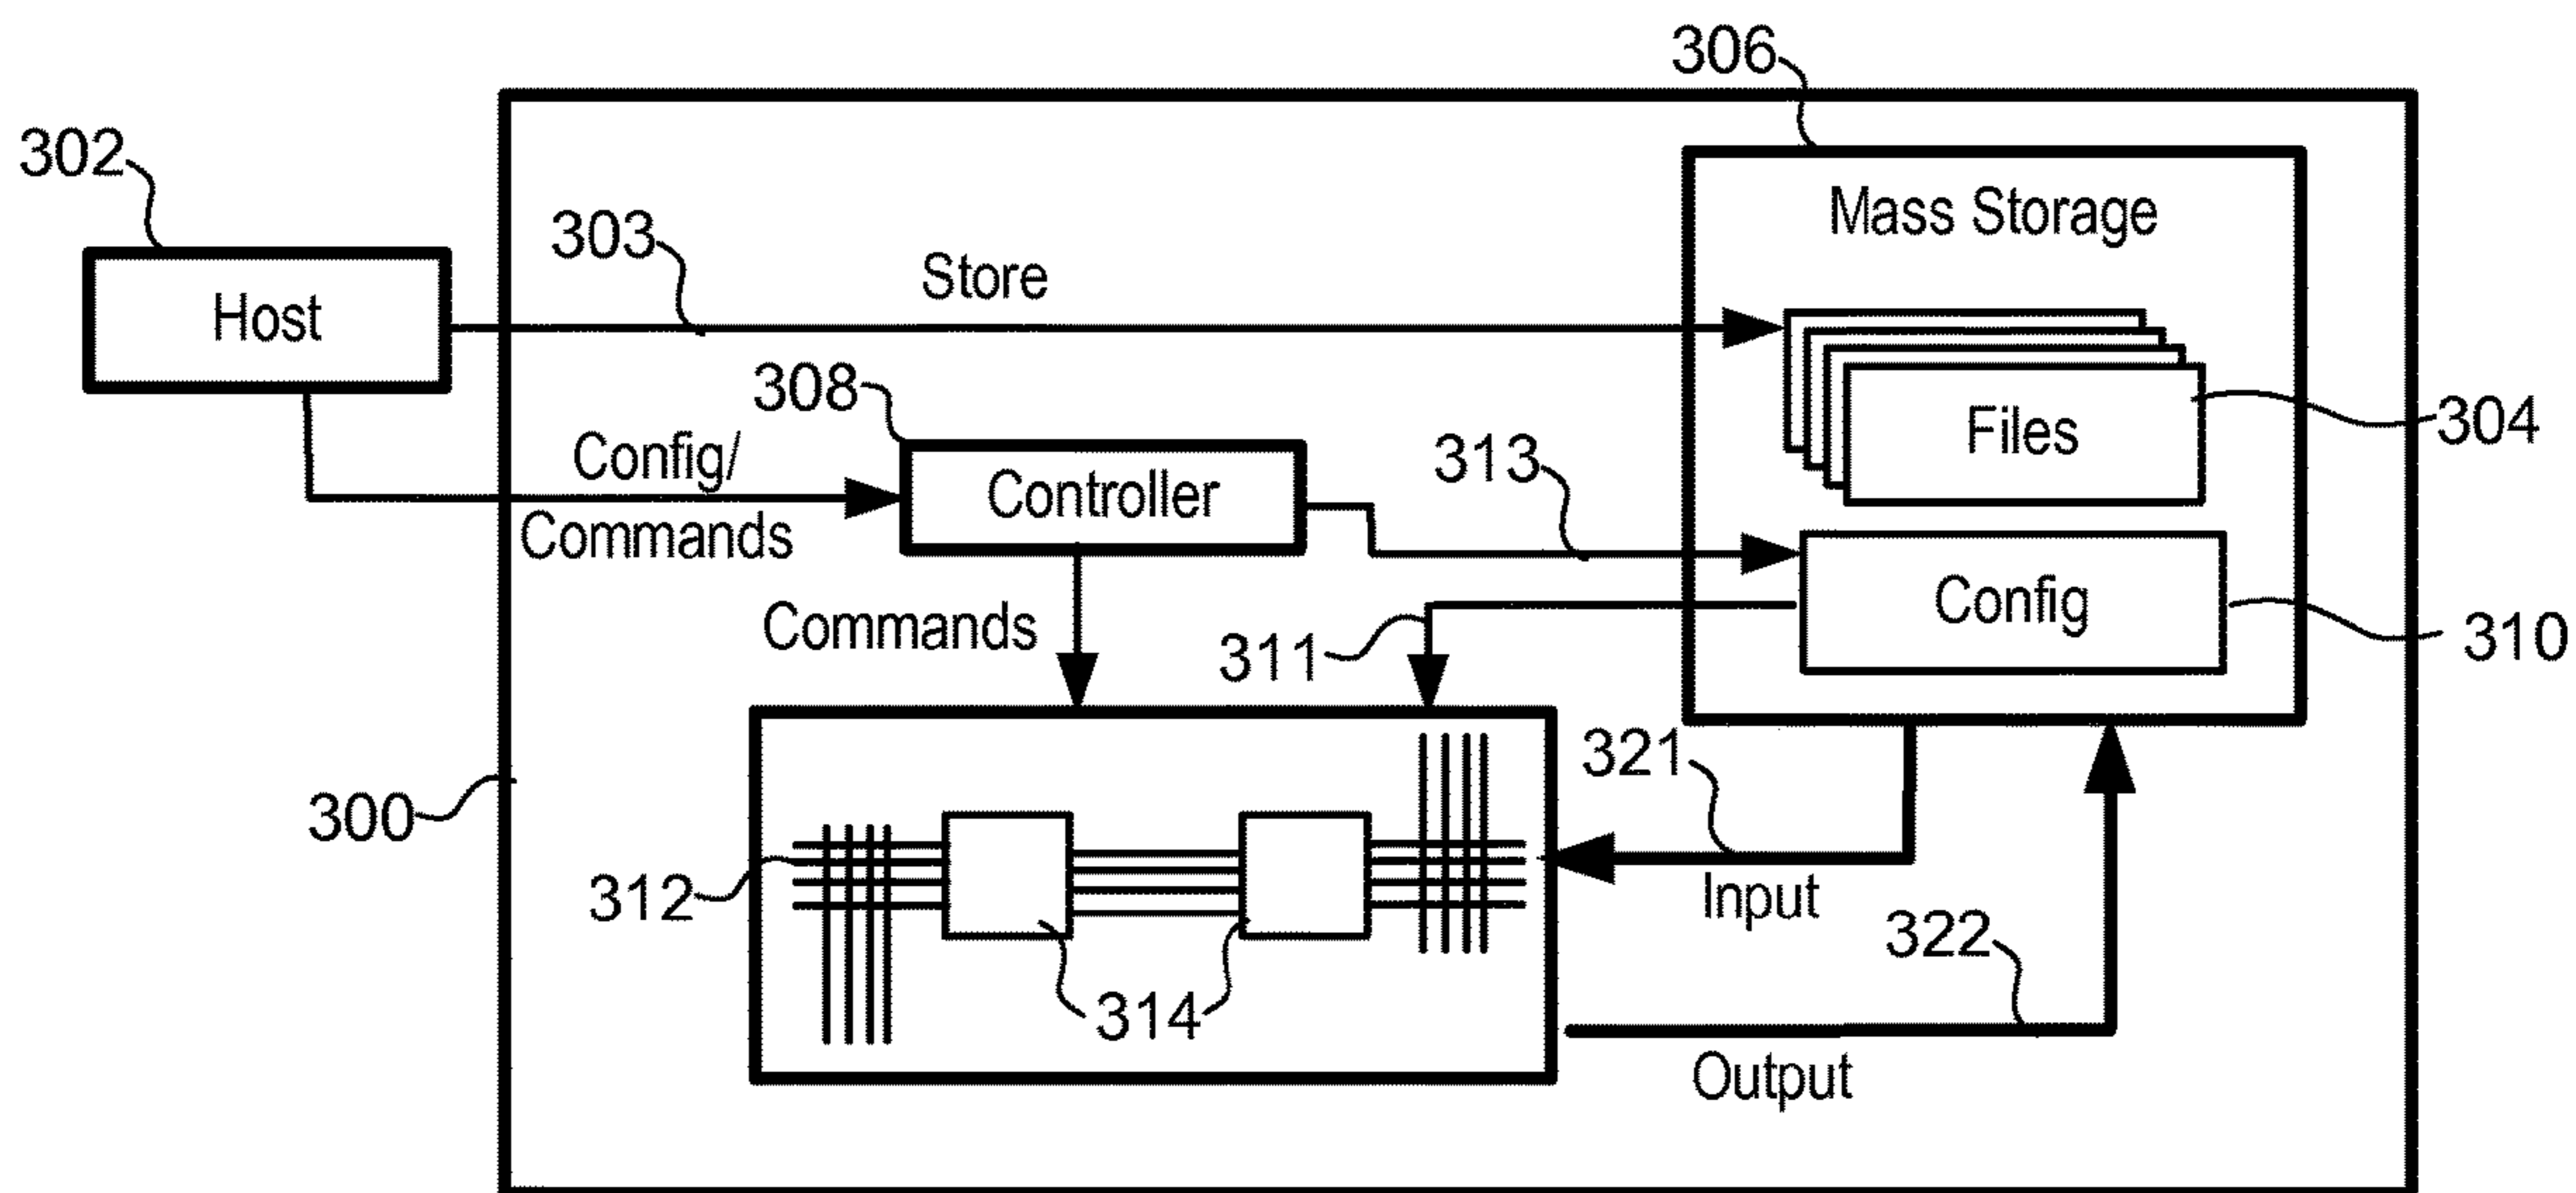 306
302
Mass Storage
303
Store
Host
308
304
Files
Config/
313
Controller
Commands
Config
Commands
311
310
321
300
312
Input
322
314
Output